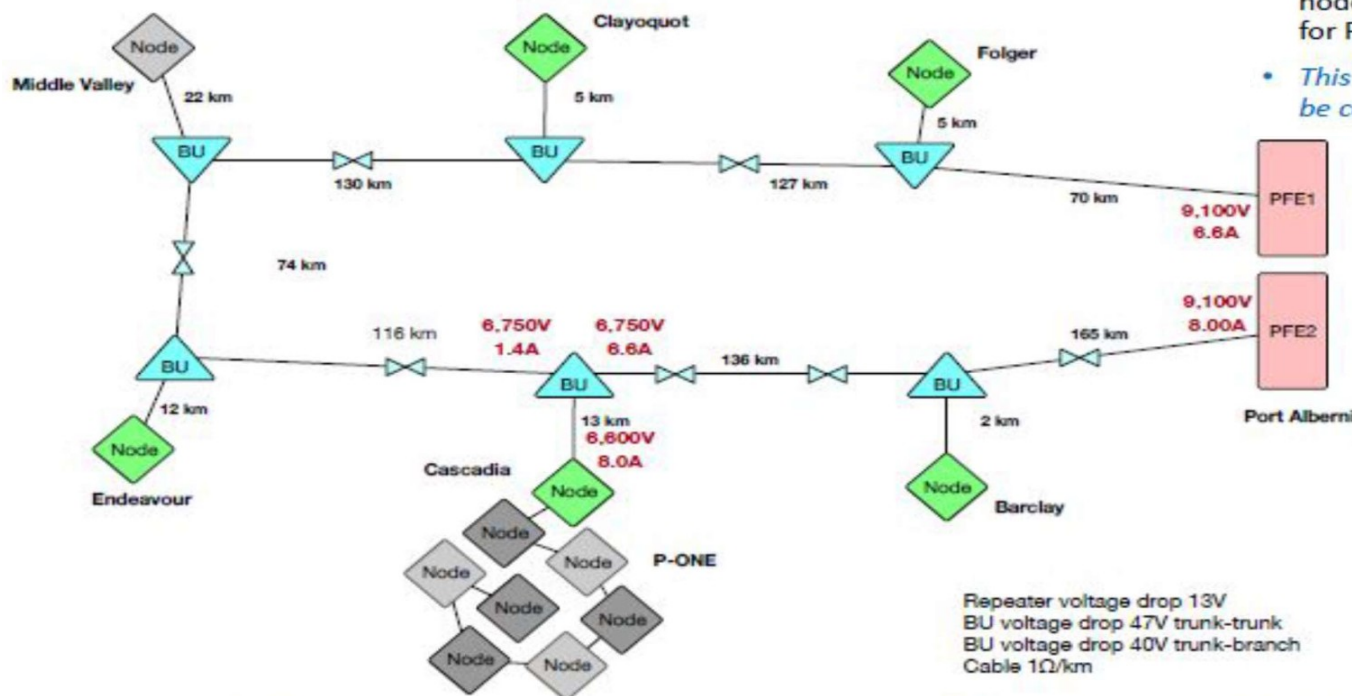 Clayoquot
node
for P
Node
Node
Folger
Node
• This
be c
Middle Valley
22 km
5 km
5 km
BU
BU
BU
130 km
127 km
70 km
PFE1
9,100V
6.6A
74 km
9,100V
8.00A
PFE2
116 km
6,750V
1.4A
6,750V
6.6A
136 km
165 km
BU
BU
BU
12 km
13 km
2 km
Port Alberni
6,600V
8.0A
Node
Cascadia
Node
Node
Endeavour
Barclay
Node
Node
P-ONE
Node
Node
Node
Node
Node
Repeater voltage drop 13V
BU voltage drop 47V trunk-trunk
BU voltage drop 40V trunk-branch
Cable 1Ω/km